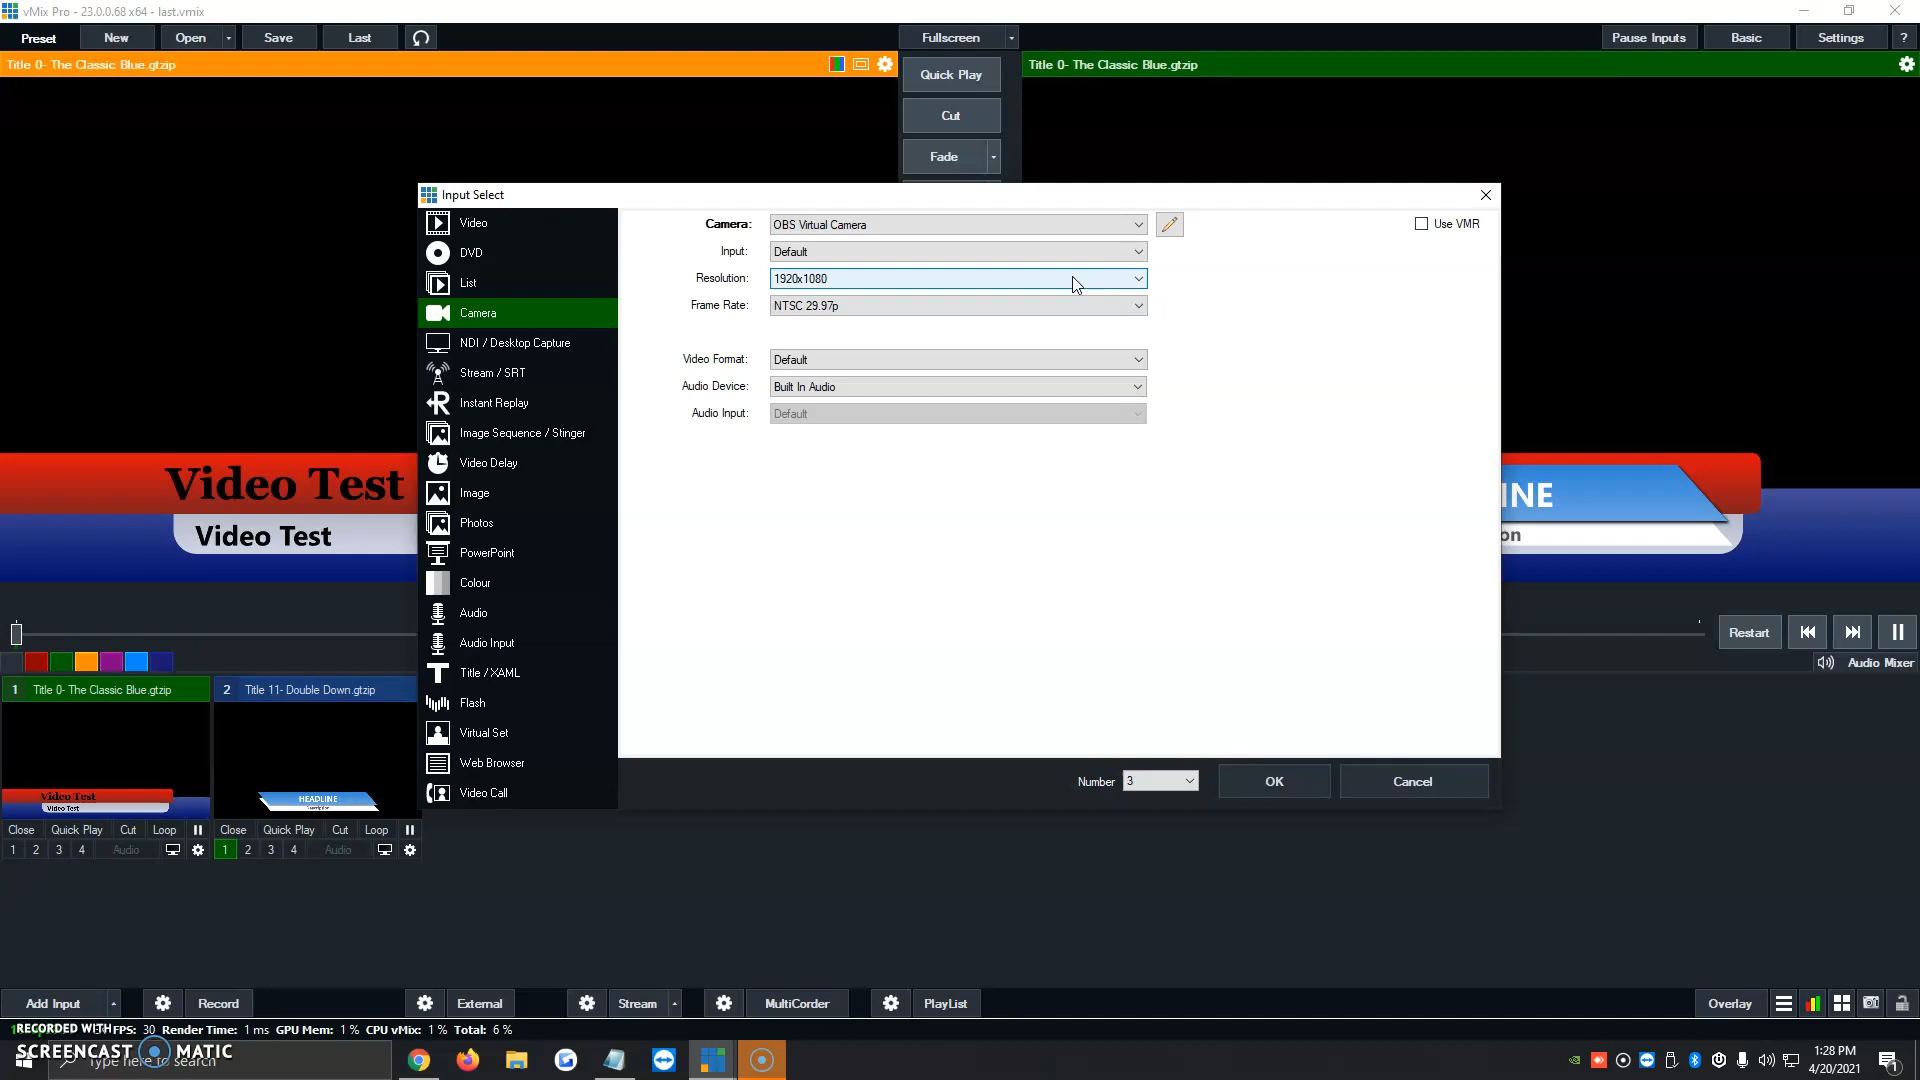 vMix Pro - 23.0.0.68 x64 - last.vmix
Preset New Open Save Last Fullscreen Pause Inputs Basic Settings ?
Title 0- The Classic Blue.gtzip
Quick Play
Title 0- The Classic Blue.gtzip
Cut
Fade
Input Select
Video
DVD
List
Camera
NDI / Desktop Capture
Stream / SRT
Instant Replay
Image Sequence / Stinger
Video Delay
Image
Photos
PowerPoint
Colour
Audio
Audio Input
Title / XAML
Flash
Virtual Set
Web Browser
Video Call
Camera: OBS Virtual Camera
Use VMR
Input: Default
Resolution: 1920x1080
Frame Rate: NTSC 29.97p
Video Format: Default
Audio Device: Built In Audio
Audio Input: Default
Number 3 OK Cancel
Video Test
Video Test
INE
on
Restart
Audio Mixer
1 Title 0- The Classic Blue.gtzip
Video Test
Video Test
Close Quick Play Cut Loop
1 2 3 4 Audio
2 Title 11- Double Down.gtzip
HEADLINE
Close Quick Play Cut Loop
1 2 3 4 Audio
Add Input Record External Stream MultiCorder PlayList Overlay
FPS: 30 Render Time: 1 ms GPU Mem: 1 % CPU vMix: 1 % Total: 6 %
RECORDED WITH
SCREENCAST MATIC
Type here to search
1:28 PM
4/20/2021
1